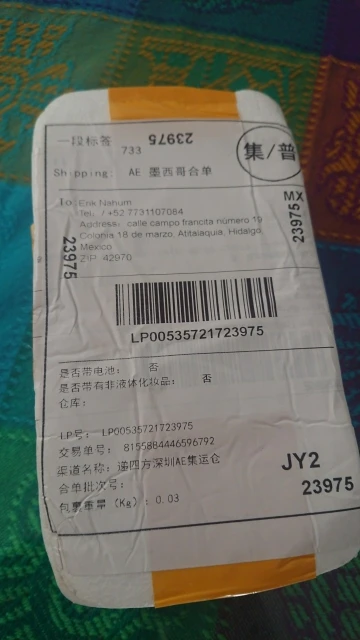 一段标签
23975
733
集/普
Shipping: AE 墨西哥合单
To Erik Nahum
Tel: / +52 7731107084
Address: calle campo francita número 19
Colonia 18 de marzo, Atitalaquia, Hidalgo,
Mexico
ZIP: 42970
23975
23975 MX
LP00535721723975
是否带电池： 否
是否带有非液体化妆品： 否
仓库：
LP号： LP00535721723975
交易单号： 8155884446596792
渠道名称：递四方深圳AE集运仓
合单批次号：
包裹重量（Kg）：0.03
JY2
23975